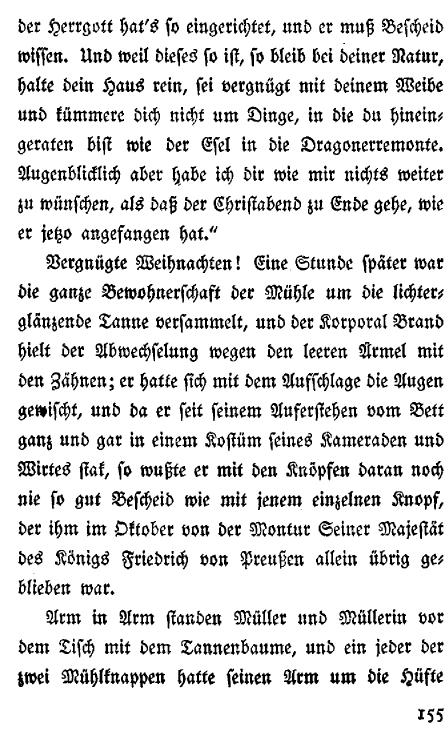 der Herrgott hat's so eingerichtet, und er muß Bescheid
wissen. Und weil dieses so ist, so bleib bei deiner Natur,
halte dein Haus rein, sei vergnügt mit deinem Weibe
und kümmere dich nicht um Dinge, in die du hinein-
geraten bist wie der Esel in die Dragonerremonte.
Augenblicklich aber habe ich dir wie mir nichts weiter
zu wünschen, als daß der Christabend zu Ende gehe, wie
er jetzo angefangen hat.“
Vergnügte Weihnachten! Eine Stunde später war
die ganze Bewohnerschaft der Mühle um die lichter-
glänzende Tanne versammelt, und der Korporal Brand
hielt der Abwechselung wegen den leeren Ärmel mit
den Zähnen; er hatte sich mit dem Aufschlage die Augen
gewischt, und da er seit seinem Auferstehen vom Bett
ganz und gar in einem Kostüm seines Kameraden und
Wirtes stak, so wußte er mit den Knöpfen daran noch
nie so gut Bescheid wie mit jenem einzelnen Knopf,
der ihm im Oktober von der Montur Seiner Majestät
des Königs Friedrich von Preußen allein übrig ge-
blieben war.
Arm in Arm standen Müller und Müllerin vor
dem Tisch mit dem Tannenbaume, und ein jeder der
zwei Mühlknappen hatte seinen Arm um die Hüfte
155